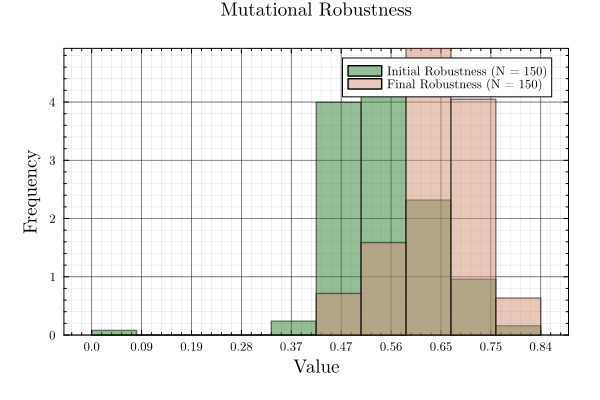 Mutational Robustness
Initial Robustness (N = 150)
Final Robustness (N = 150)
Frequency
4
3
2
1
0
0.0 0.09 0.19 0.28 0.37 0.47 0.56 0.65 0.75 0.84
Value